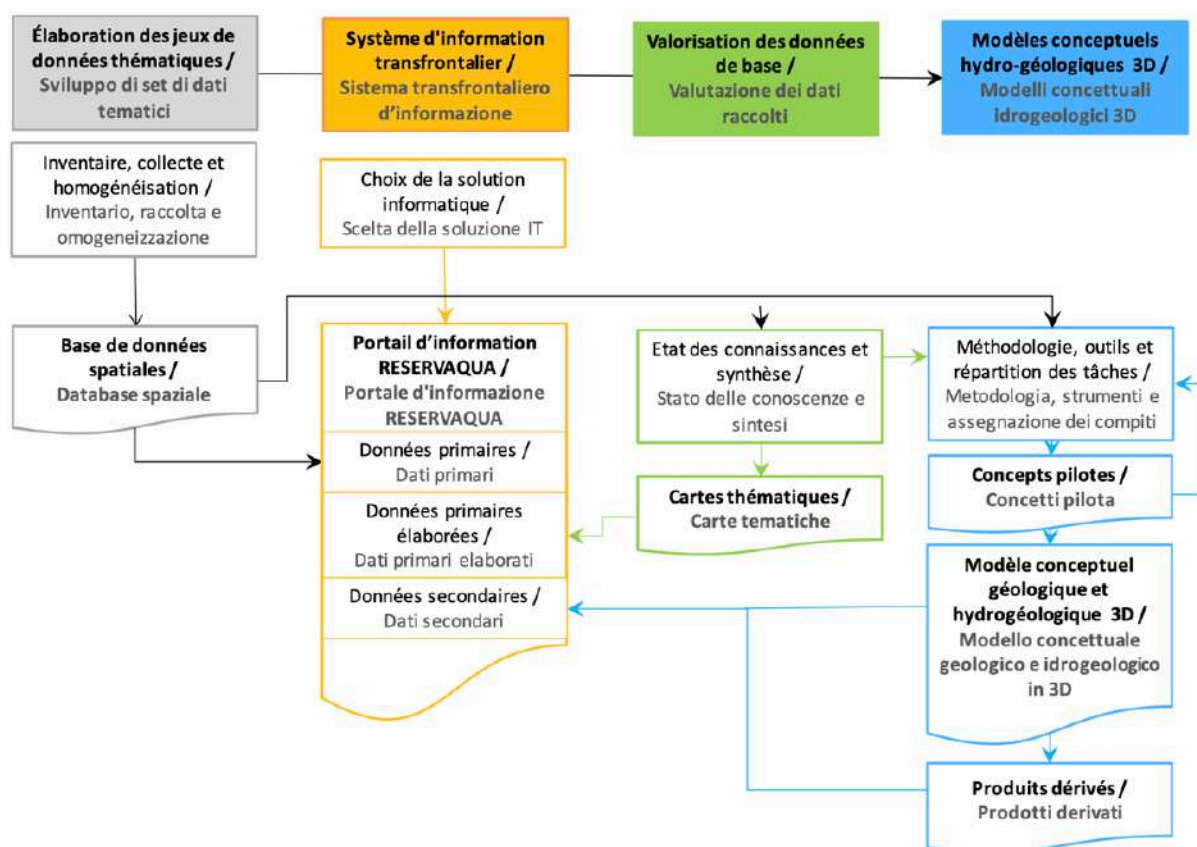 Élaboration des jeux de
données thématiques /
Sviluppo di set di dati
tematici
Système d'information
transfrontalier /
Sistema transfrontaliero
d'informazione
Valorisation des données
de base /
Valutazione dei dati
raccolti
Modèles conceptuels
hydro-géologiques 3D /
Modelli concettuali
idrogeologici 3D
Inventaire, collecte et
homogénéisation /
Inventario, raccolta e
omogeneizzazione
Choix de la solution
informatique /
Scelta della soluzione IT
Base de données
spatiales /
Database spaziale
Portail d'information
RESERVAQUA /
Portale d'informazione
RESERVAQUA
Données primaires /
Dati primari
Données primaires
élaborées /
Dati primari elaborati
Données secondaires /
Dati secondari
Etat des connaissances et
synthèse /
Stato delle conoscenze e
sintesi
Cartes thématiques /
Carte tematiche
Méthodologie, outils et
répartition des tâches /
Metodologia, strumenti e
assegnazione dei compiti
Concepts pilotes /
Concetti pilota
Modèle conceptuel
géologique et
hydrogéologique 3D /
Modello concettuale
geologico e idrogeologico
in 3D
Produits dérivés /
Prodotti derivati